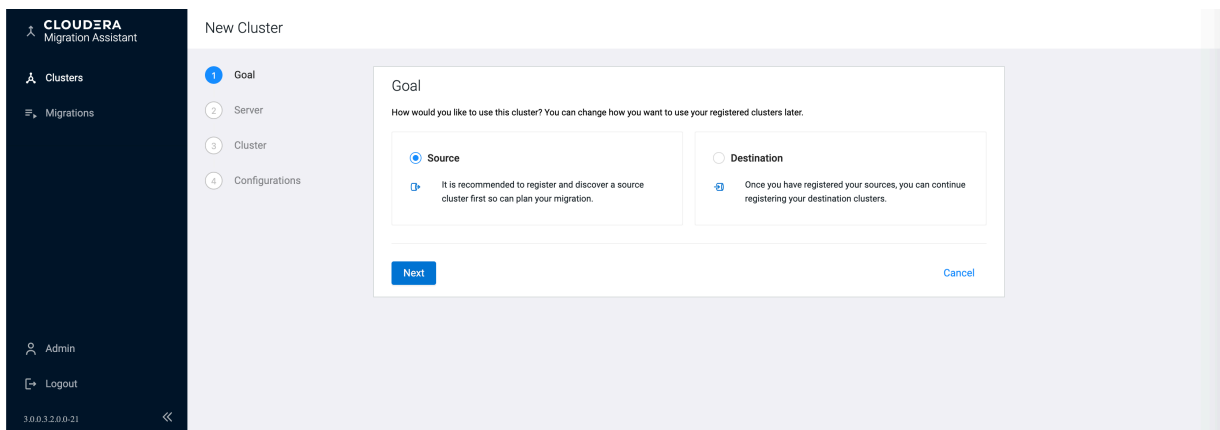 CLOUDERA
Migration Assistant
Clusters
Migrations
Admin
Logout
3.0.0.3.2.0.0-21
New Cluster
1 Goal
2 Server
3 Cluster
4 Configurations
Goal
How would you like to use this cluster? You can change how you want to use your registered clusters later.
Source
It is recommended to register and discover a source
cluster first so can plan your migration.
Destination
Once you have registered your sources, you can continue
registering your destination clusters.
Next
Cancel